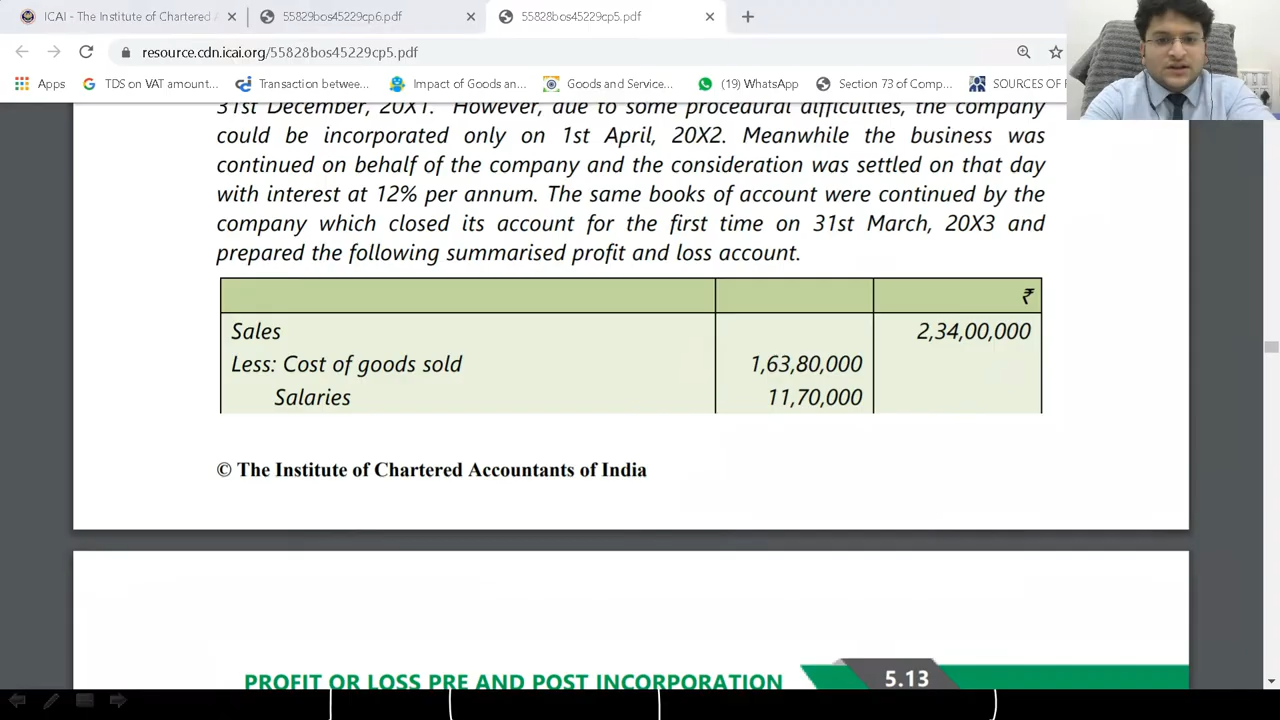 ICAI - The Institute of Chartered A
55829bos45229cp6.pdf
55828bos45229cp5.pdf
resource.cdn.icai.org/55828bos45229cp5.pdf
Apps
TDS on VAT amount...
Transaction betwee...
Impact of Goods an...
Goods and Service...
(19) WhatsApp
Section 73 of Comp...
SOURCES OF
31st December, 20X1. However, due to some procedural difficulties, the company
could be incorporated only on 1st April, 20X2. Meanwhile the business was
continued on behalf of the company and the consideration was settled on that day
with interest at 12% per annum. The same books of account were continued by the
company which closed its account for the first time on 31st March, 20X3 and
prepared the following summarised profit and loss account.
₹
Sales 2,34,00,000
Less: Cost of goods sold 1,63,80,000
Salaries 11,70,000
© The Institute of Chartered Accountants of India
PROFIT OR LOSS PRE AND POST INCORPORATION 5.13